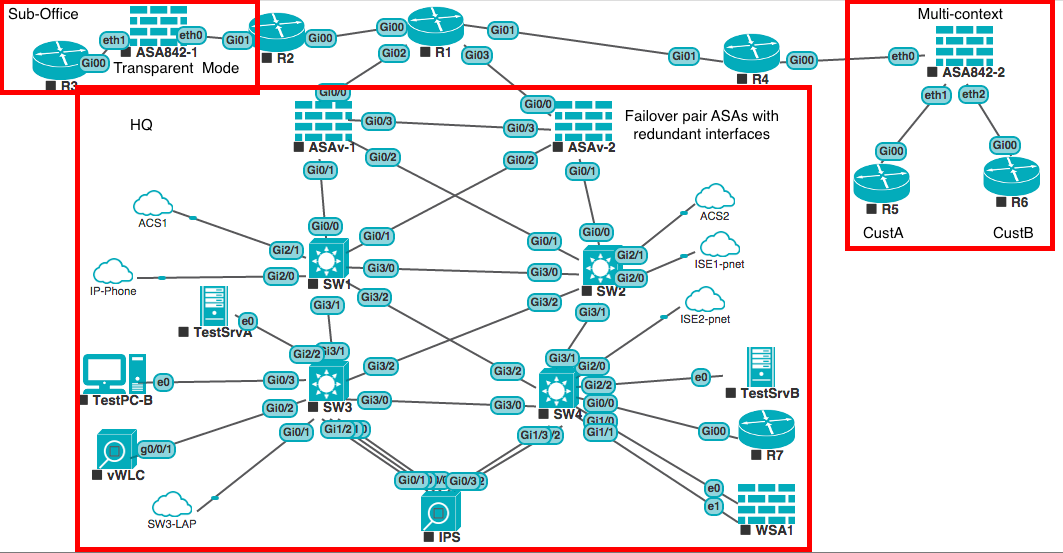 Sub-Office
Multi-context
eth1
eth0
Gi01
Gi00
Gi00
Gi01
Gi02
Gi03
Gi01
Gi00
eth0
ASA842-1
R2
R1
R4
ASA842-2
Gi00
R3
Transparent Mode
eth1
eth2
Gi0/0
Gi0/0
HQ
Gi0/3
Gi0/3
Failover pair ASAs with
redundant interfaces
ASAv-1
ASAv-2
Gi0/2
Gi0/2
Gi0/1
Gi0/1
Gi00
Gi00
R5
R6
CustA
CustB
ACS1
ACS2
Gi0/0
Gi0/1
Gi0/1
Gi0/0
Gi2/1
Gi2/1
ISE1-pnet
IP-Phone
Gi2/0
Gi3/0
Gi3/0
Gi2/0
SW1
SW2
Gi3/2
Gi3/2
Gi3/1
Gi3/1
ISE2-pnet
TestSrvA
e0
Gi2/2
Gi3/1
Gi3/2
Gi3/1
Gi2/0
Gi3/2
Gi2/2
e0
TestSrvB
TestPC-B
e0
Gi0/3
SW3
Gi3/0
Gi3/0
SW4
Gi0/0
Gi0/2
Gi0/1
Gi1/2
Gi1/3
/2
Gi1/0
Gi1/1
Gi00
R7
vWLC
g0/0/1
Gi0/1
Gi0/3
e0
e1
SW3-LAP
IPS
WSA1